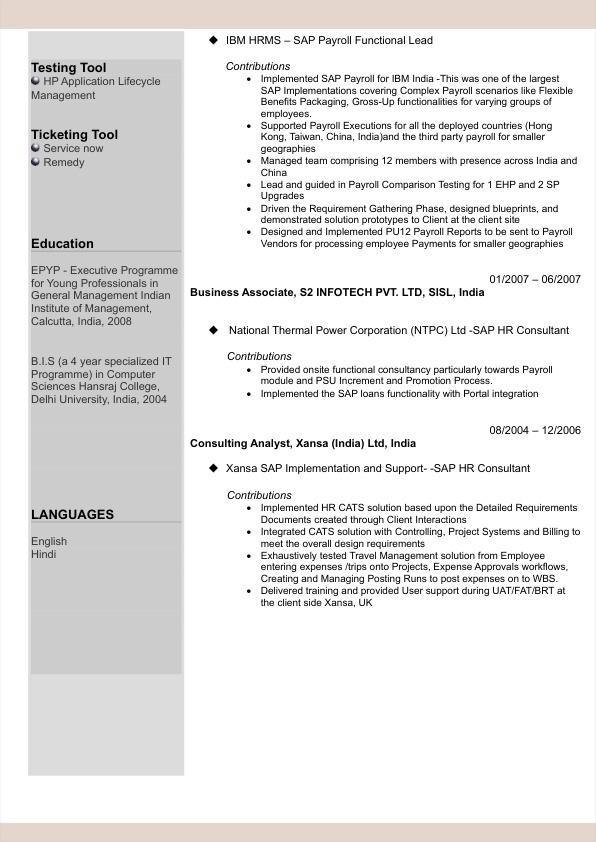 Testing Tool
HP Application Lifecycle
Management
Ticketing Tool
Service now
Remedy
Education
EPYP - Executive Programme
for Young Professionals in
General Management Indian
Institute of Management,
Calcutta, India, 2008
B.I.S (a 4 year specialized IT
Programme) in Computer
Sciences Hansraj College,
Delhi University, India, 2004
LANGUAGES
English
Hindi
◆ IBM HRMS – SAP Payroll Functional Lead
Contributions
• Implemented SAP Payroll for IBM India -This was one of the largest
SAP Implementations covering Complex Payroll scenarios like Flexible
Benefits Packaging, Gross-Up functionalities for varying groups of
employees.
• Supported Payroll Executions for all the deployed countries (Hong
Kong, Taiwan, China, India)and the third party payroll for smaller
geographies
• Managed team comprising 12 members with presence across India and
China
• Lead and guided in Payroll Comparison Testing for 1 EHP and 2 SP
Upgrades
• Driven the Requirement Gathering Phase, designed blueprints, and
demonstrated solution prototypes to Client at the client site
• Designed and Implemented PU12 Payroll Reports to be sent to Payroll
Vendors for processing employee Payments for smaller geographies
01/2007 – 06/2007
Business Associate, S2 INFOTECH PVT. LTD, SISL, India
◆ National Thermal Power Corporation (NTPC) Ltd -SAP HR Consultant
Contributions
• Provided onsite functional consultancy particularly towards Payroll
module and PSU Increment and Promotion Process.
• Implemented the SAP loans functionality with Portal integration
08/2004 – 12/2006
Consulting Analyst, Xansa (India) Ltd, India
◆ Xansa SAP Implementation and Support- -SAP HR Consultant
Contributions
• Implemented HR CATS solution based upon the Detailed Requirements
Documents created through Client Interactions
• Integrated CATS solution with Controlling, Project Systems and Billing to
meet the overall design requirements
• Exhaustively tested Travel Management solution from Employee
entering expenses /trips onto Projects, Expense Approvals workflows,
Creating and Managing Posting Runs to post expenses on to WBS.
• Delivered training and provided User support during UAT/FAT/BRT at
the client side Xansa, UK